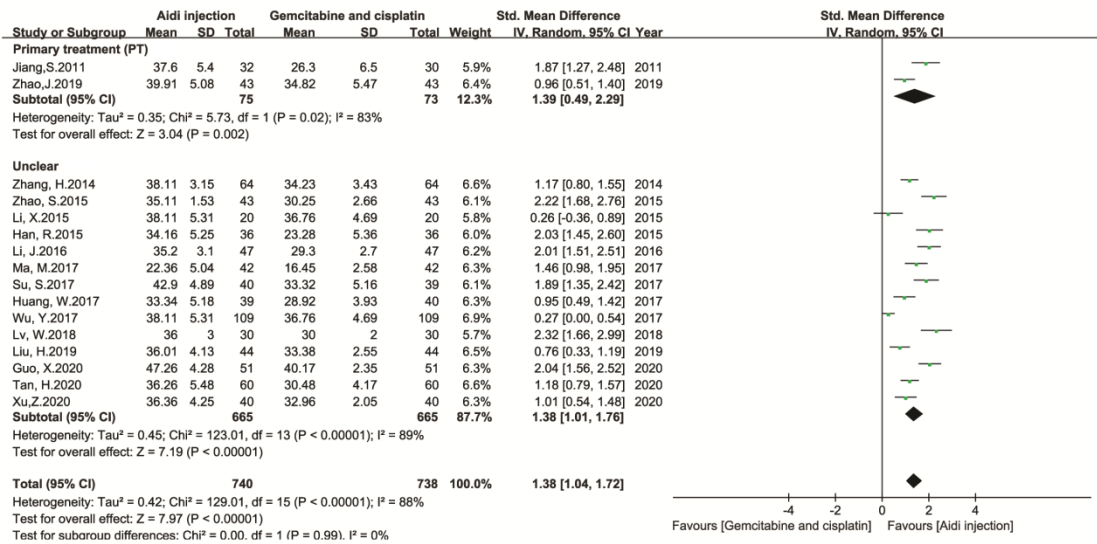 Aidi injection Gemcitabine and cisplatin Std. Mean Difference Std. Mean Difference
Study or Subgroup Mean SD Total Mean SD Total Weight IV, Random, 95% CI Year IV, Random, 95% CI
Primary treatment (PT)
Jiang,S.2011 37.6 5.4 32 26.3 6.5 30 5.9% 1.87 [1.27, 2.48] 2011
Zhao,J.2019 39.91 5.08 43 34.82 5.47 43 6.4% 0.96 [0.51, 1.40] 2019
Subtotal (95% CI) 75 73 12.3% 1.39 [0.49, 2.29]
Heterogeneity: Tau² = 0.35; Chi² = 5.73, df = 1 (P = 0.02); I² = 83%
Test for overall effect: Z = 3.04 (P = 0.002)
Unclear
Zhang, H.2014 38.11 3.15 64 34.23 3.43 64 6.6% 1.17 [0.80, 1.55] 2014
Zhao, S.2015 35.11 1.53 43 30.25 2.66 43 6.1% 2.22 [1.68, 2.76] 2015
Li, X.2015 38.11 5.31 20 36.76 4.69 20 5.8% 0.26 [-0.36, 0.89] 2015
Han, R.2015 34.16 5.25 36 23.28 5.36 36 6.0% 2.03 [1.45, 2.60] 2015
Li, J.2016 35.2 3.1 47 29.3 2.7 47 6.2% 2.01 [1.51, 2.51] 2016
Ma, M.2017 22.36 5.04 42 16.45 2.58 42 6.3% 1.46 [0.98, 1.95] 2017
Su, S.2017 42.9 4.89 40 33.32 5.16 39 6.1% 1.89 [1.35, 2.42] 2017
Huang, W.2017 33.34 5.18 39 28.92 3.93 40 6.3% 0.95 [0.49, 1.42] 2017
Wu, Y.2017 38.11 5.31 109 36.76 4.69 109 6.8% 0.27 [0.00, 0.54] 2017
Lv, W.2018 36 3 30 30 2 30 5.7% 2.32 [1.66, 2.99] 2018
Liu, H.2019 36.01 4.13 44 33.38 2.55 44 6.4% 0.76 [0.33, 1.19] 2019
Guo, X.2020 47.26 4.28 51 40.17 2.35 51 6.3% 2.04 [1.56, 2.52] 2020
Tan, H.2020 36.26 5.48 60 30.48 4.17 60 6.5% 1.18 [0.79, 1.57] 2020
Xu,Z.2020 36.36 4.25 40 32.96 2.05 40 6.3% 1.01 [0.54, 1.48] 2020
Subtotal (95% CI) 665 665 87.7% 1.38 [1.01, 1.76]
Heterogeneity: Tau² = 0.45; Chi² = 123.01, df = 13 (P < 0.00001); I² = 89%
Test for overall effect: Z = 7.19 (P < 0.00001)
Total (95% CI) 740 738 100.0% 1.38 [1.04, 1.72]
Heterogeneity: Tau² = 0.42; Chi² = 129.01, df = 15 (P < 0.00001); I² = 88%
Test for overall effect: Z = 7.97 (P < 0.00001)
Test for subgroup differences: Chi² = 0.00, df = 1 (P = 0.99), I² = 0%
-4 -2 0 2 4
Favours [Gemcitabine and cisplatin] Favours [Aidi injection]